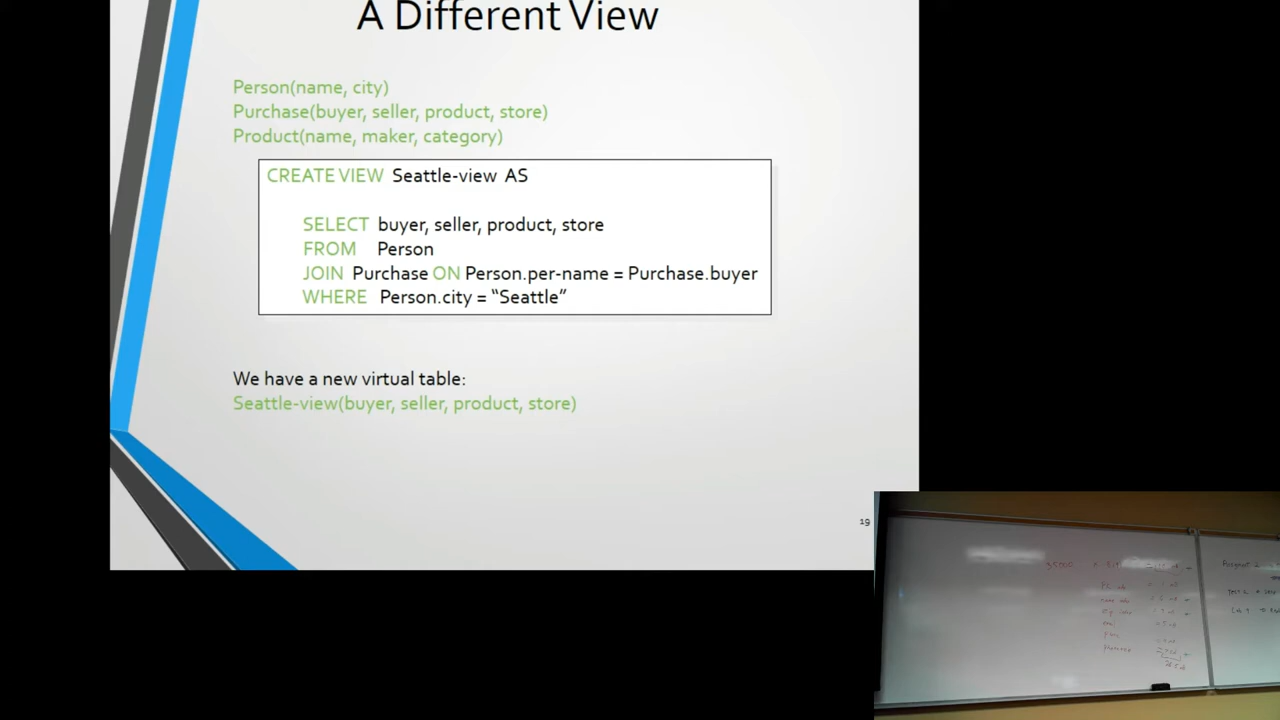 A Different View
Person(name, city)
Purchase(buyer, seller, product, store)
Product(name, maker, category)
CREATE VIEW Seattle-view AS
SELECT buyer, seller, product, store
FROM Person
JOIN Purchase ON Person.per-name = Purchase.buyer
WHERE Person.city = “Seattle”
We have a new virtual table:
Seattle-view(buyer, seller, product, store)
19
35000